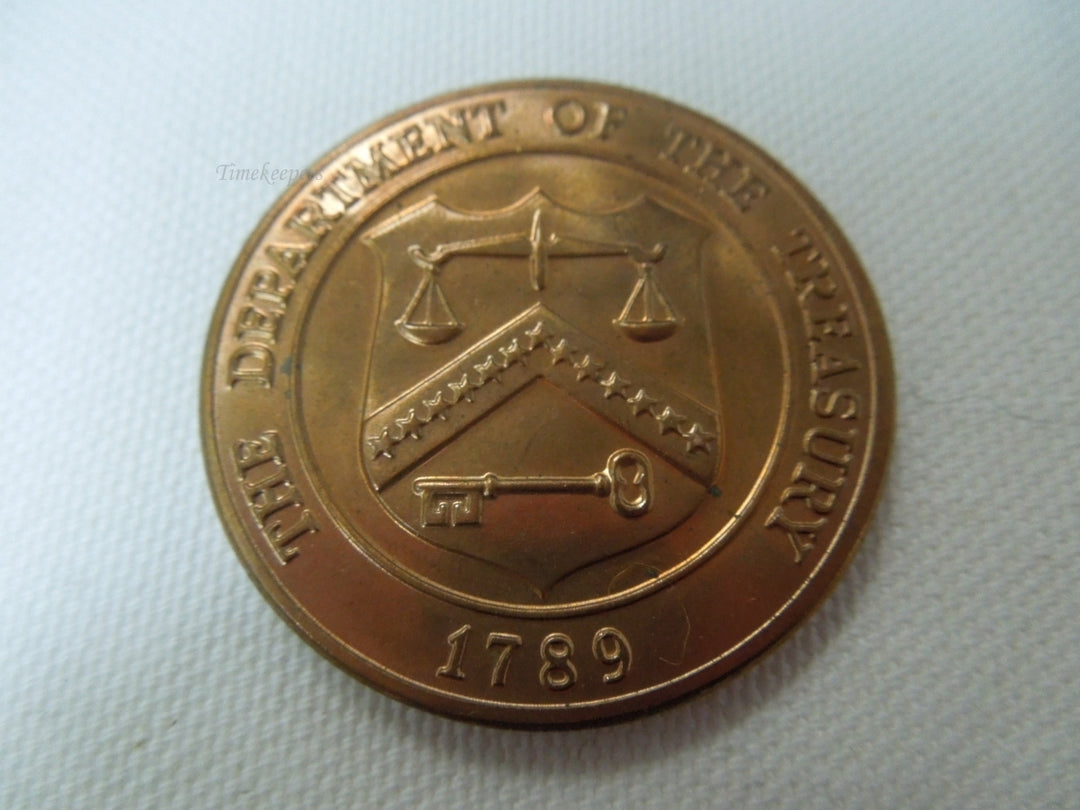 THE DEPARTMENT OF THE TREASURY
Timekeepers
1789